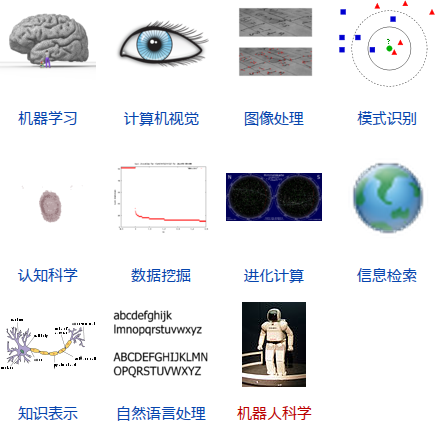 ?
机器学习
计算机视觉
图像处理
模式识别
N
S
认知科学
数据挖掘
进化计算
信息检索
abcdefghijk
lmnopqrstuvwxyz
ABCDEFGHIJKLMN
OPQRSTUVWXYZ
知识表示
自然语言处理
机器人科学